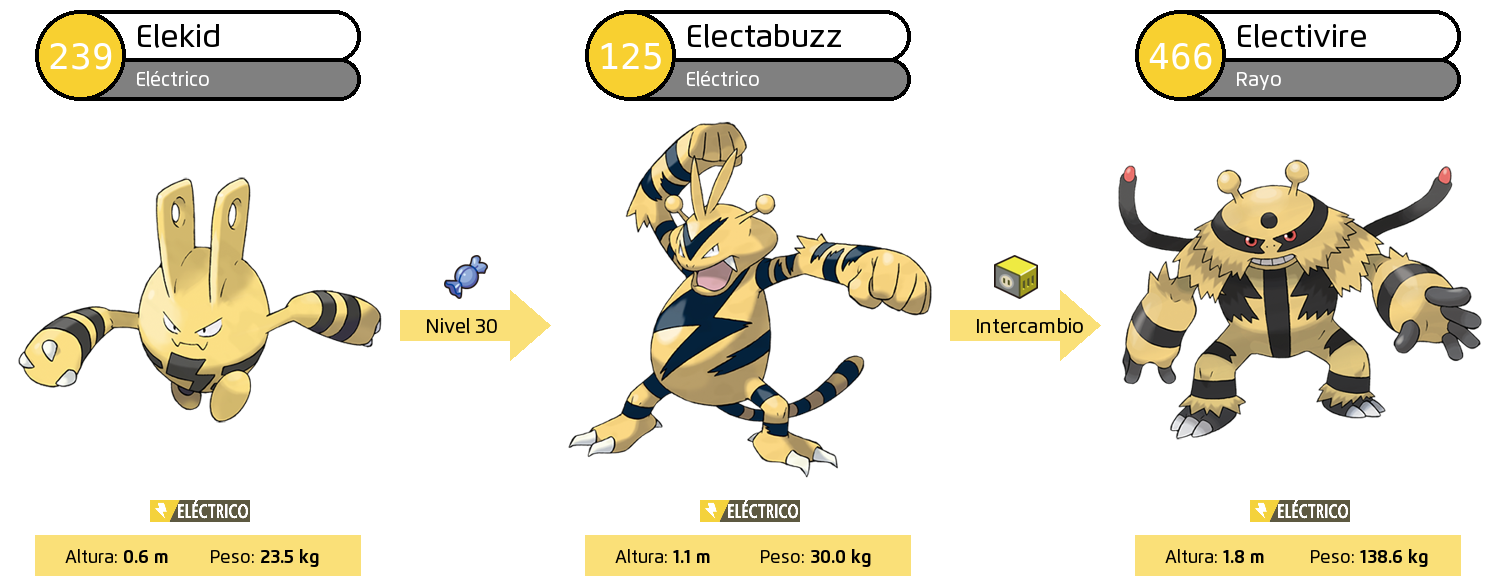 239
Elekid
Eléctrico
125
Electabuzz
Eléctrico
466
Electivire
Rayo
Nivel 30
Intercambio
ELÉCTRICO
ELÉCTRICO
ELÉCTRICO
Altura: 0.6 m Peso: 23.5 kg
Altura: 1.1 m Peso: 30.0 kg
Altura: 1.8 m Peso: 138.6 kg